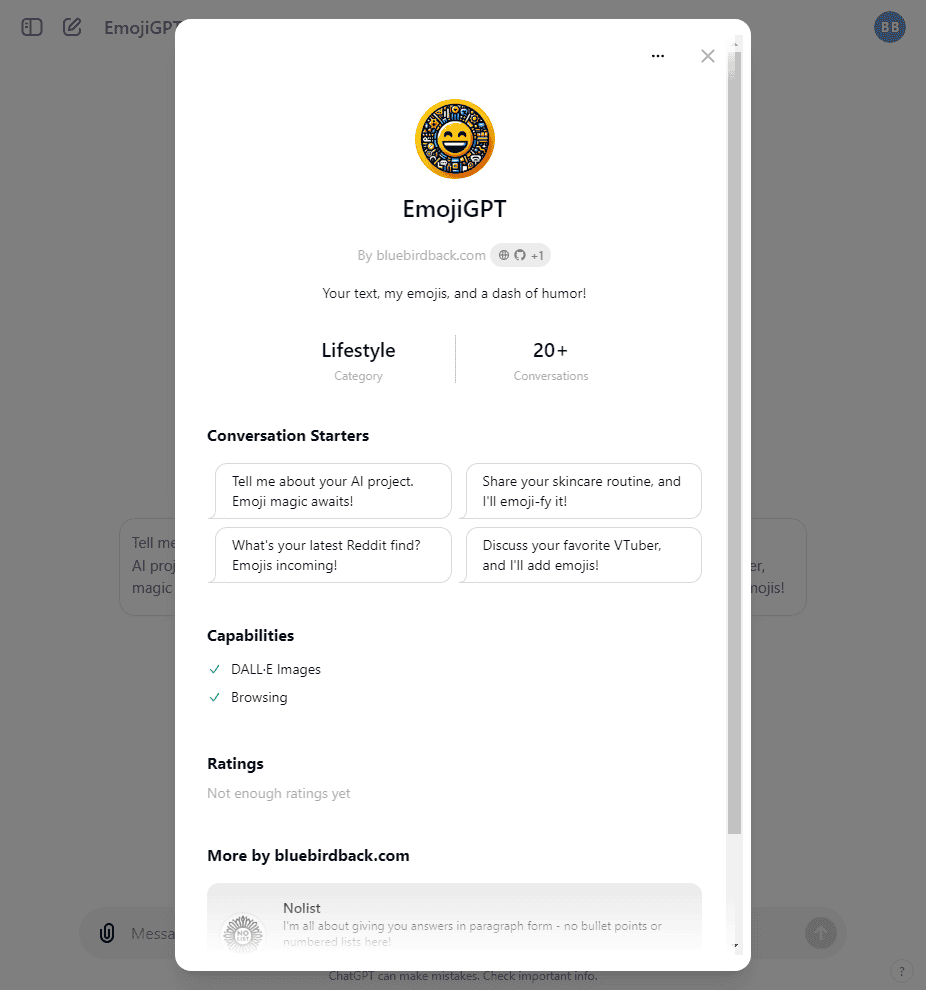 EmojiGPT
BB
EmojiGPT
By bluebirdback.com +1
Your text, my emojis, and a dash of humor!
Lifestyle
Category
20+
Conversations
Conversation Starters
Tell me about your AI project.
Emoji magic awaits!
Share your skincare routine, and
I'll emoji-fy it!
What's your latest Reddit find?
Emojis incoming!
Discuss your favorite VTuber,
and I'll add emojis!
Tell me
AI proj
magic
er,
mojis!
Capabilities
DALL·E Images
Browsing
Ratings
Not enough ratings yet
More by bluebirdback.com
NO
LIST
Nolist
I'm all about giving you answers in paragraph form - no bullet points or
numbered lists here!
Messa
ChatGPT can make mistakes. Check important info.
?